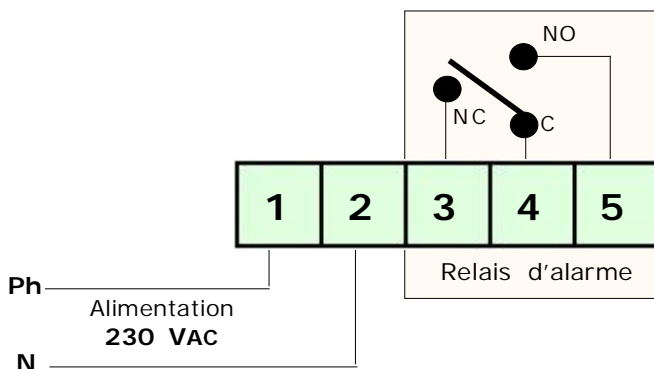 NO
NC
C
1 2 3 4 5
Relais d'alarme
Ph
Alimentation
230 VAC
N